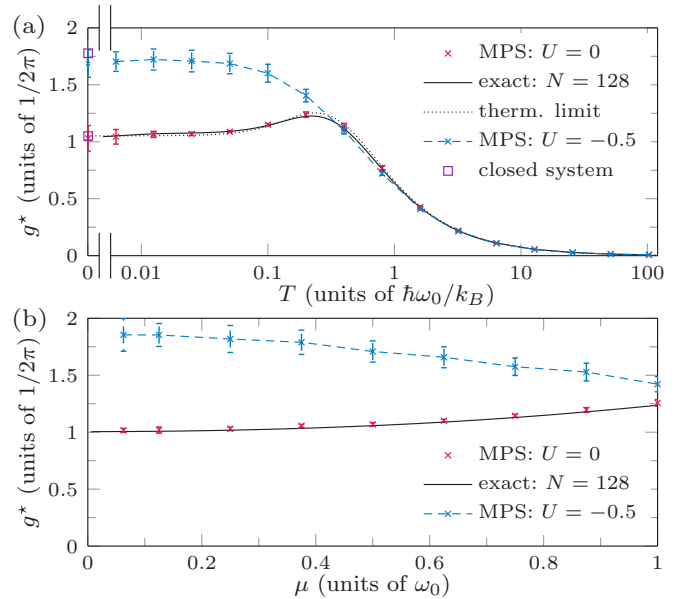 (a)
2
1.5
1
0.5
0
g* (units of 1/2π)
MPS: U = 0
exact: N = 128
therm. limit
MPS: U = −0.5
closed system
0 0.01 0.1 1 10 100
T (units of ħω₀/k_B)
(b)
2
1.5
1
0.5
0
g* (units of 1/2π)
MPS: U = 0
exact: N = 128
MPS: U = −0.5
0 0.2 0.4 0.6 0.8 1
μ (units of ω₀)